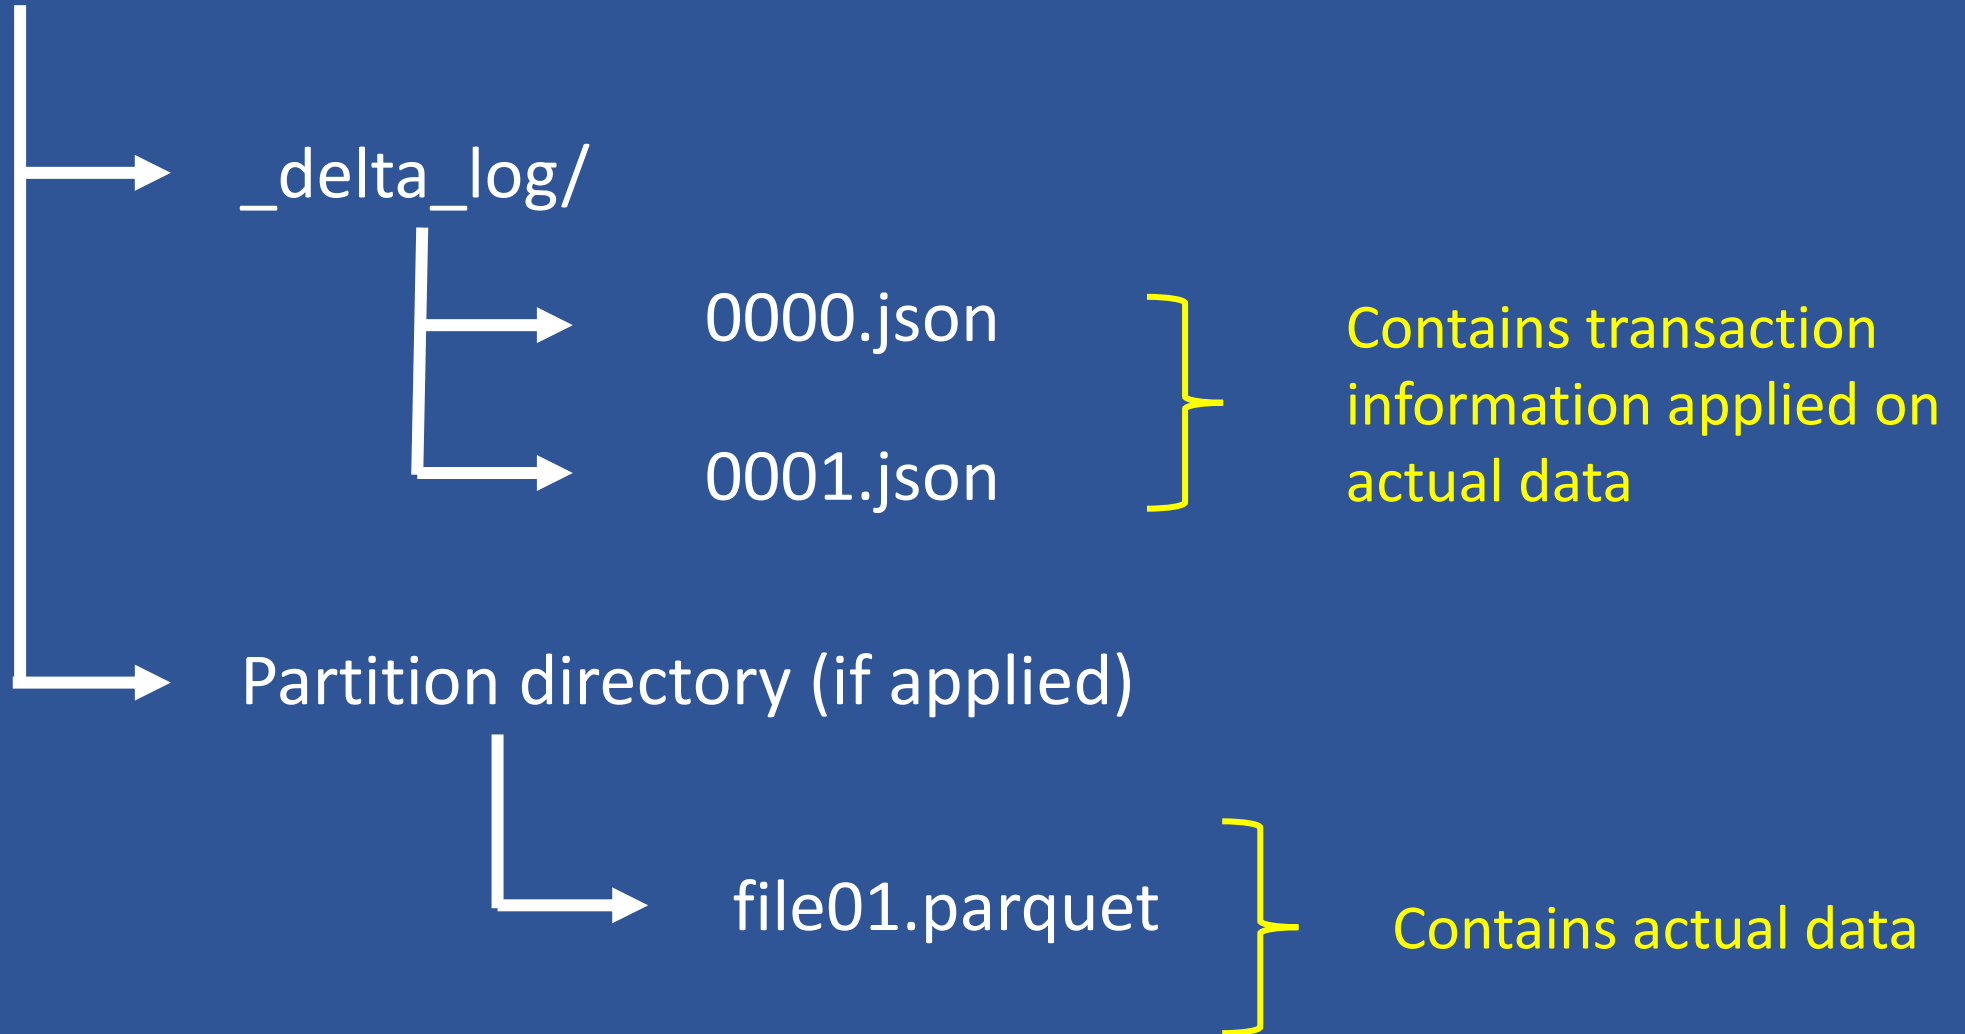 _delta_log/
0000.json
0001.json
Contains transaction
information applied on
actual data
Partition directory (if applied)
file01.parquet
Contains actual data